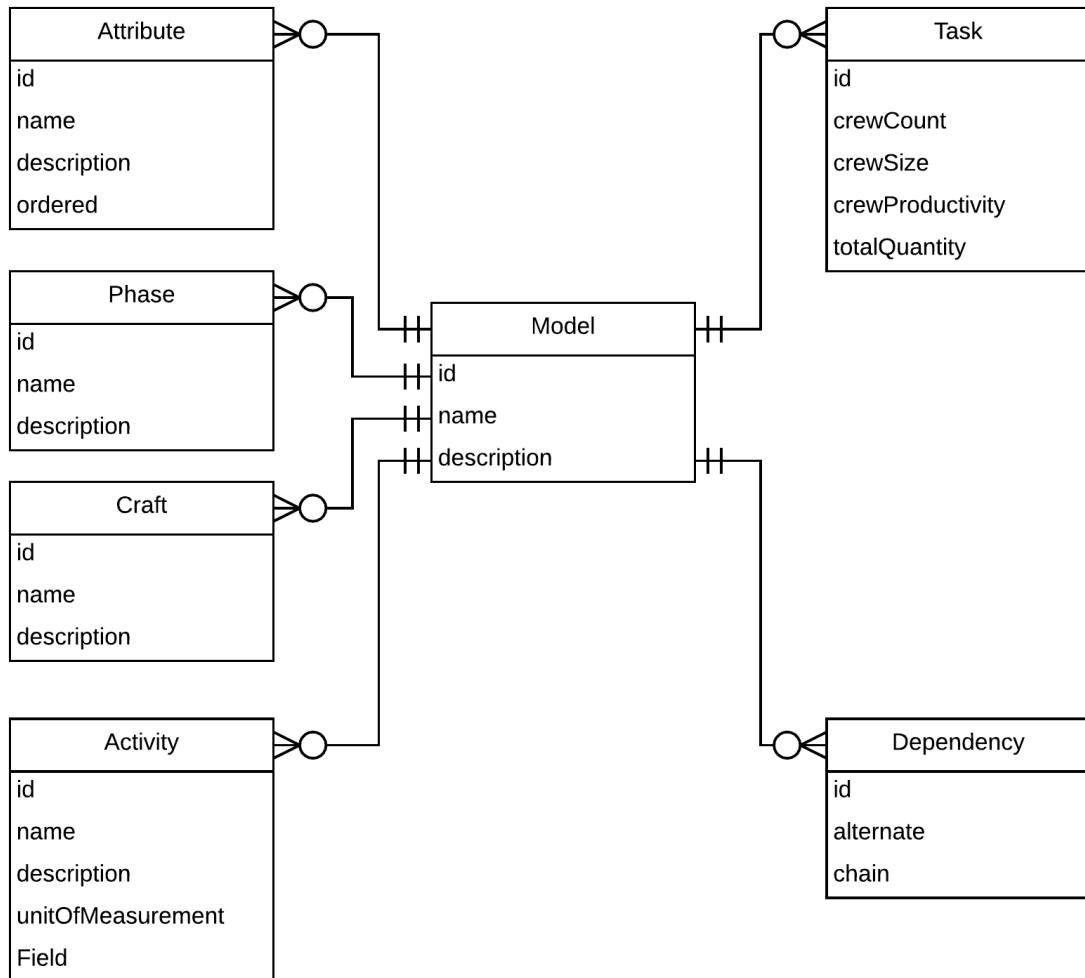 Attribute
id
name
description
ordered
Phase
id
name
description
Craft
id
name
description
Activity
id
name
description
unitOfMeasurement
Field
Model
id
name
description
Task
id
crewCount
crewSize
crewProductivity
totalQuantity
Dependency
id
alternate
chain